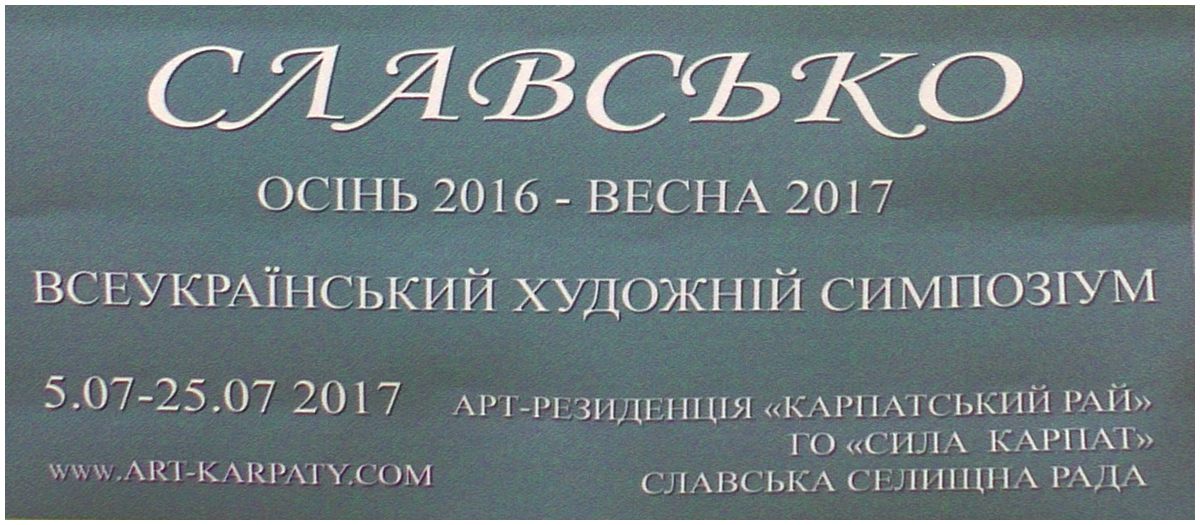 СЛАВСЬКО
ОСІНЬ 2016 - ВЕСНА 2017
ВСЕУКРАЇНСЬКИЙ ХУДОЖНІЙ СИМПОЗІУМ
5.07-25.07 2017
АРТ-РЕЗИДЕНЦІЯ «КАРПАТСЬКИЙ РАЙ»
ГО «СИЛА КАРПАТ»
www.ART-KARPATY.COM
СЛАВСЬКА СЕЛИЩНА РАДА